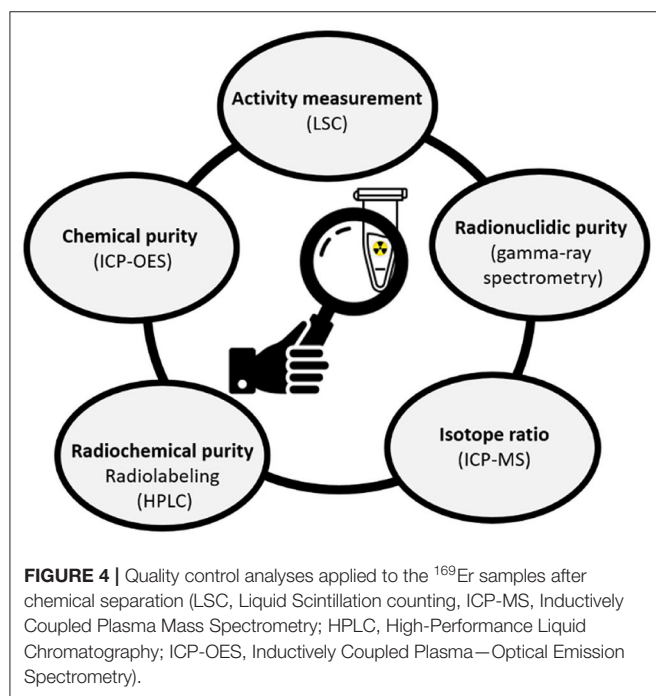 Activity measurement
(LSC)
Chemical purity
(ICP-OES)
Radionuclidic purity
(gamma-ray
spectrometry)
Radiochemical purity
Radiolabeling
(HPLC)
Isotope ratio
(ICP-MS)
FIGURE 4 | Quality control analyses applied to the ¹⁶⁹Er samples after
chemical separation (LSC, Liquid Scintillation counting, ICP-MS, Inductively
Coupled Plasma Mass Spectrometry; HPLC, High-Performance Liquid
Chromatography; ICP-OES, Inductively Coupled Plasma—Optical Emission
Spectrometry).